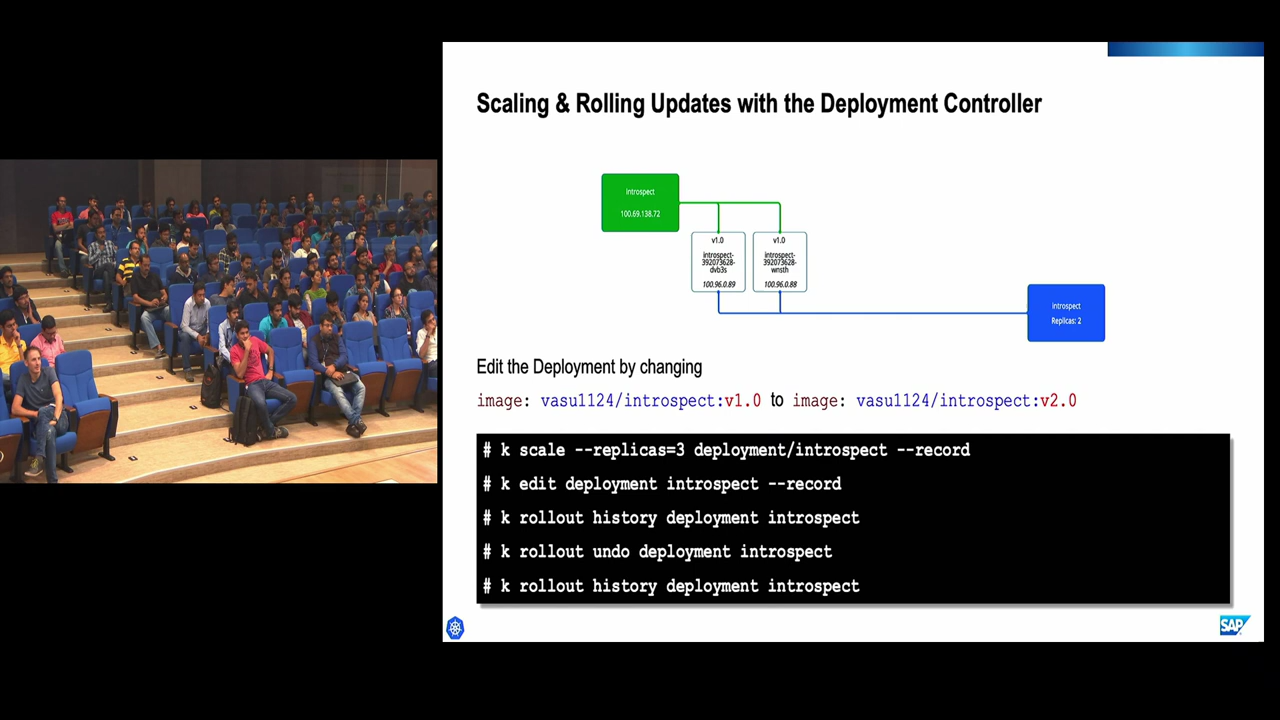 Scaling & Rolling Updates with the Deployment Controller
Introspect
100.69.138.72
v1.0
introspect-
392073628-
dvb3s
100.96.0.89
v1.0
introspect-
392073628-
wnsth
100.96.0.88
introspect
Replicas: 2
Edit the Deployment by changing
image: vasu1124/introspect:v1.0 to image: vasu1124/introspect:v2.0
# k scale --replicas=3 deployment/introspect --record
# k edit deployment introspect --record
# k rollout history deployment introspect
# k rollout undo deployment introspect
# k rollout history deployment introspect
SAP